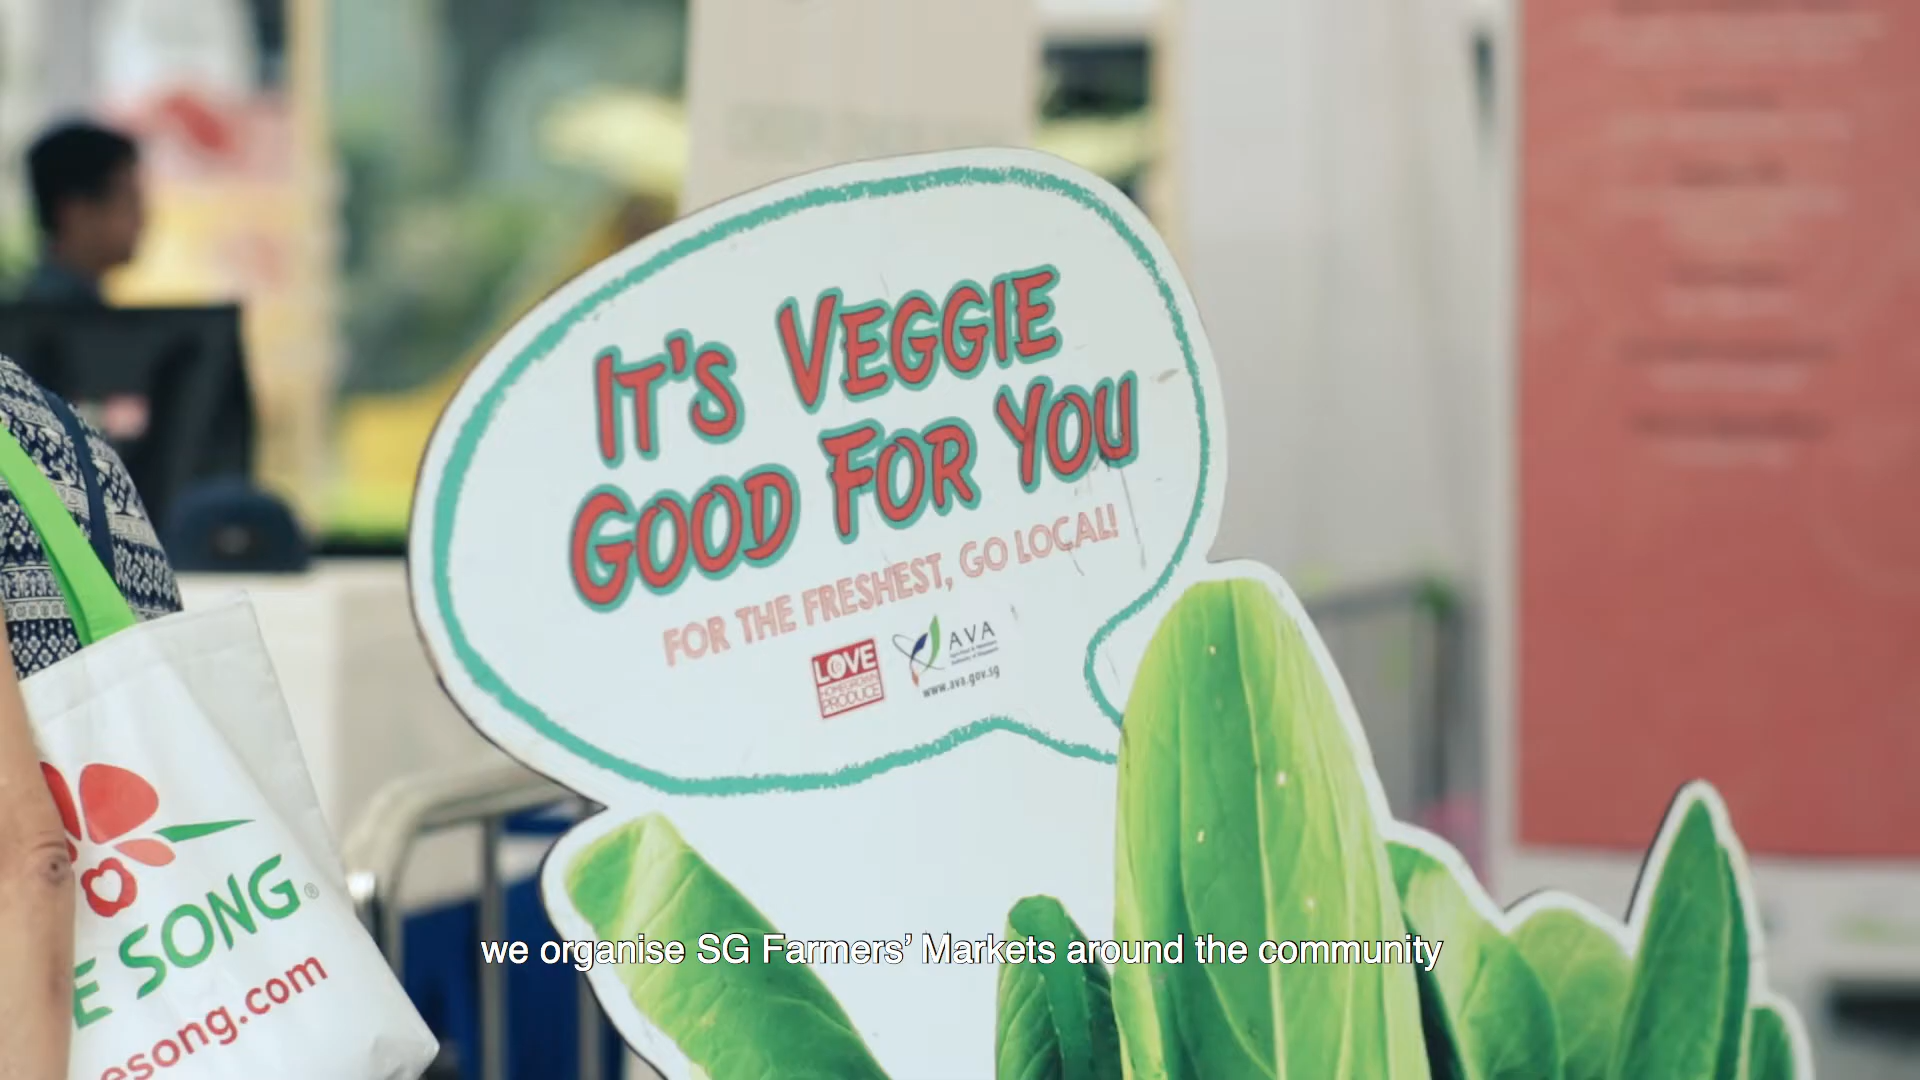 IT'S VEGGIE
GOOD FOR YOU
FOR THE FRESHEST, GO LOCAL!
LOVE
HOMEGROWN
PRODUCE
AVA
www.ava.gov.sg
E SONG®
esong.com
we organise SG Farmers' Markets around the community